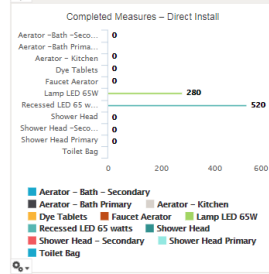 Completed Measures – Direct Install
Aerator -Bath -Seco... 0
Aerator -Bath Prima... 0
Aerator - Kitchen 0
Dye Tablets 0
Faucet Aerator 0
Lamp LED 65W 280
Recessed LED 65 w... 520
Shower Head 0
Shower Head -Seco... 0
Shower Head Primary 0
Toilet Bag
0 200 400 600
Aerator – Bath – Secondary
Aerator – Bath Primary Aerator – Kitchen
Dye Tablets Faucet Aerator Lamp LED 65W
Recessed LED 65 watts Shower Head
Shower Head – Secondary Shower Head Primary
Toilet Bag